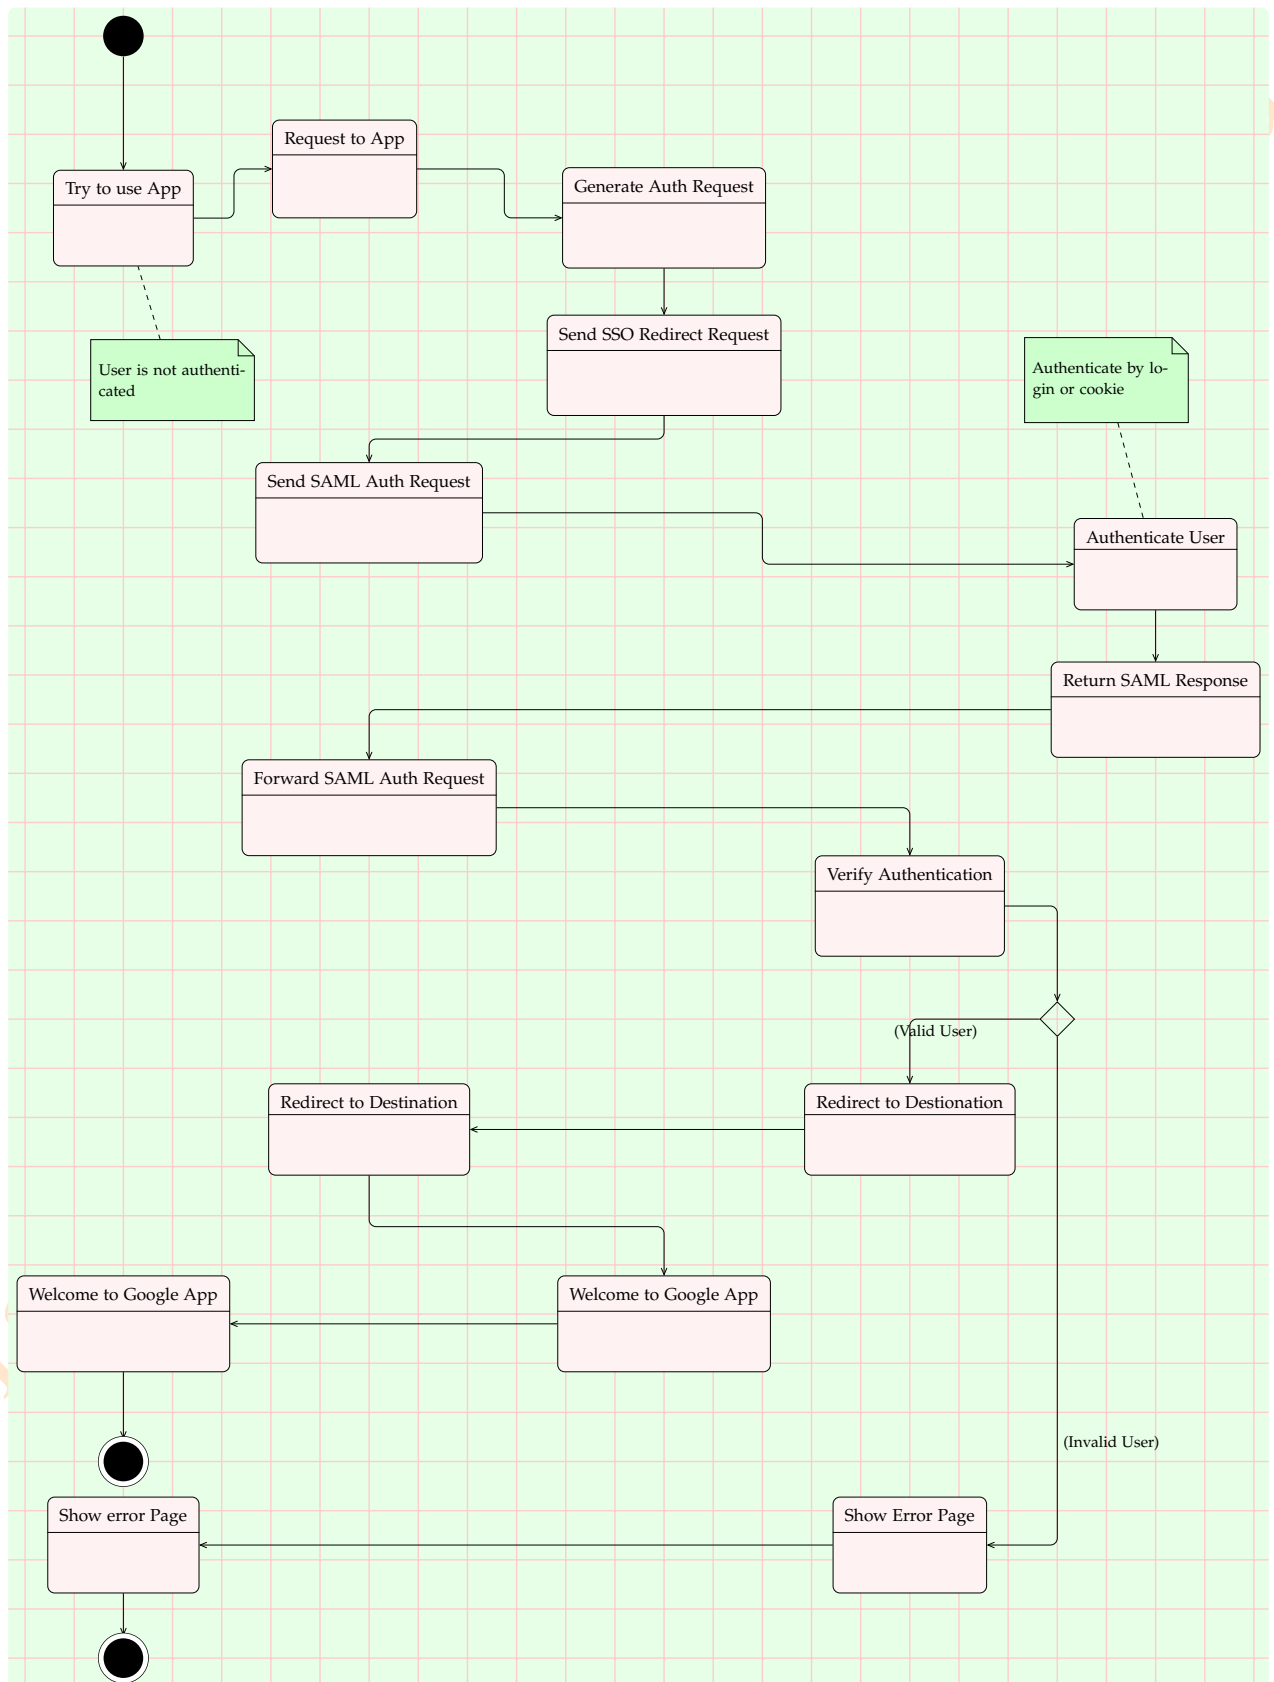 Request to App
Try to use App
Generate Auth Request
Send SSO Redirect Request
User is not authenti-
cated
Authenticate by lo-
gin or cookie
Send SAML Auth Request
Authenticate User
Return SAML Response
Forward SAML Auth Request
Verify Authentication
(Valid User)
Redirect to Destination
Redirect to Destionation
Welcome to Google App
Welcome to Google App
(Invalid User)
Show error Page
Show Error Page